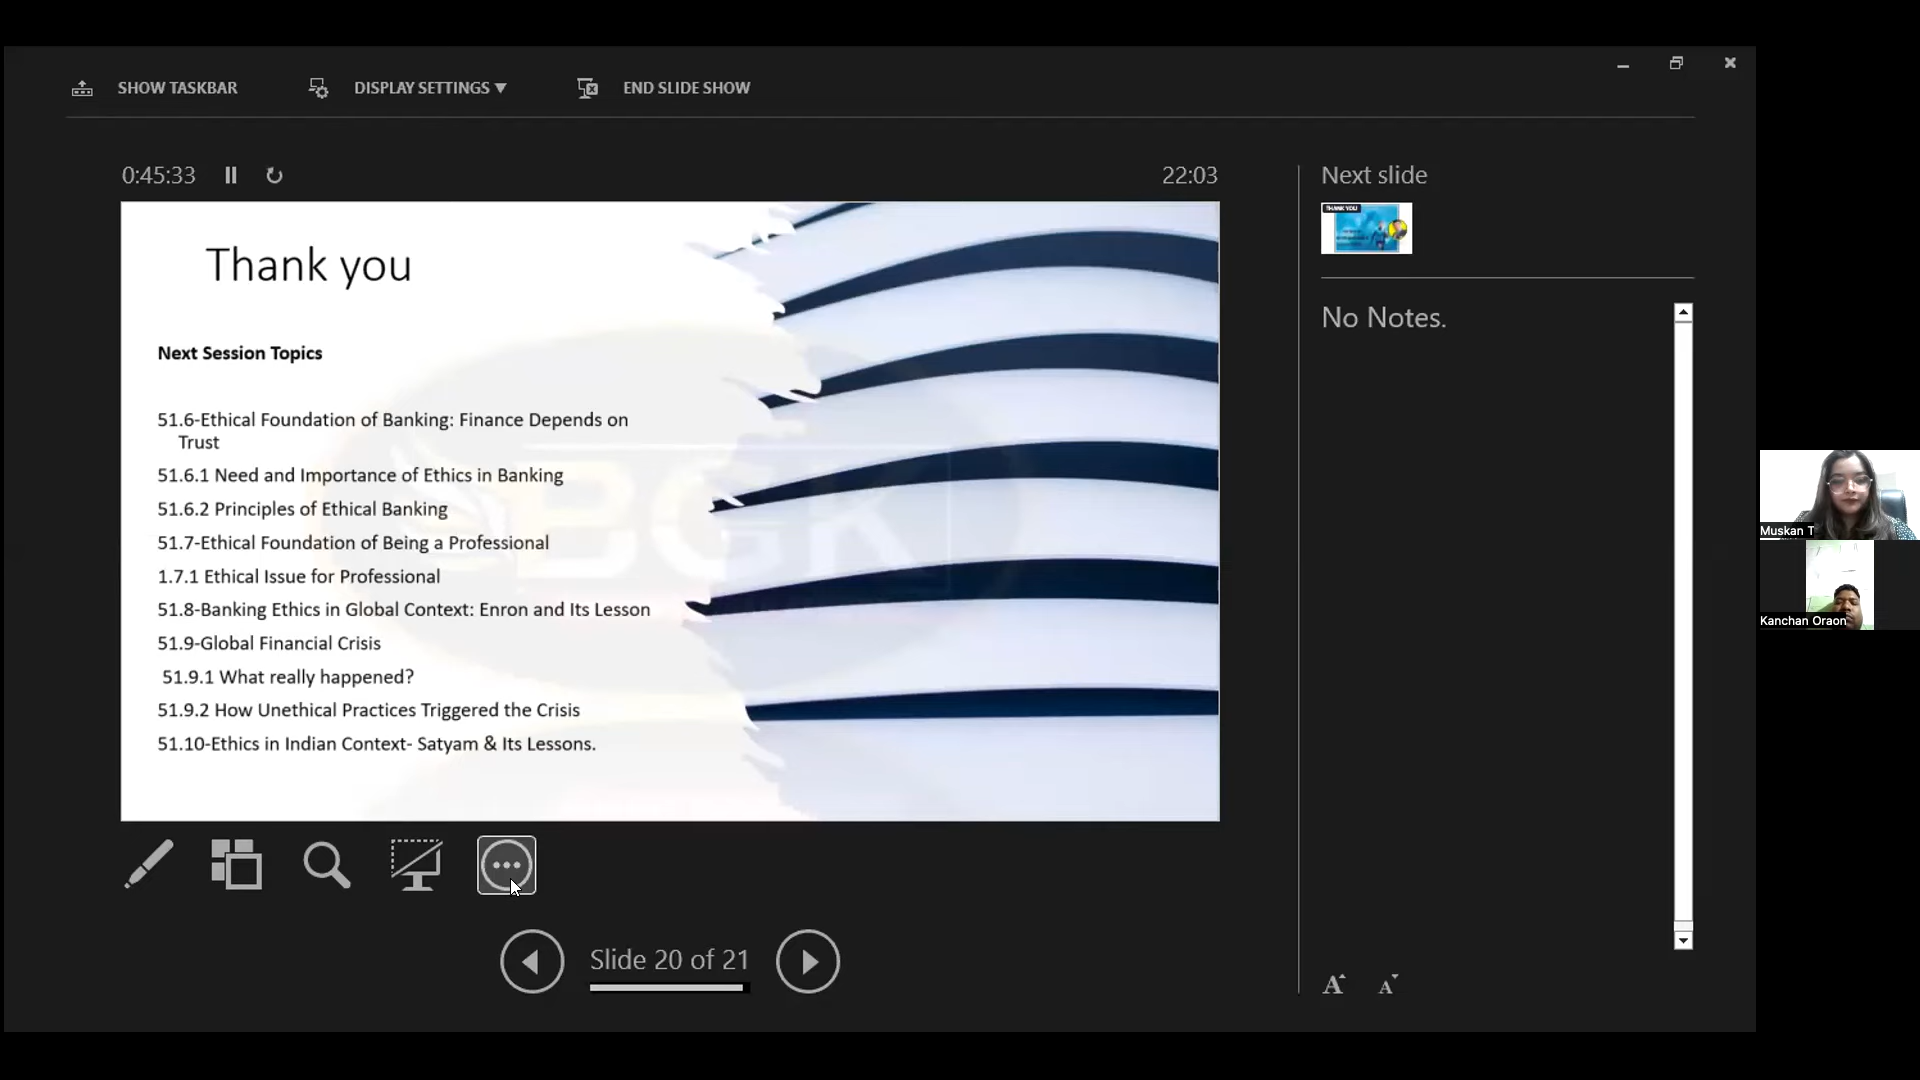 SHOW TASKBAR
DISPLAY SETTINGS ▼
END SLIDE SHOW
0:45:33
22:03
Thank you
Next Session Topics
51.6-Ethical Foundation of Banking: Finance Depends on
Trust
51.6.1 Need and Importance of Ethics in Banking
51.6.2 Principles of Ethical Banking
51.7-Ethical Foundation of Being a Professional
1.7.1 Ethical Issue for Professional
51.8-Banking Ethics in Global Context: Enron and Its Lesson
51.9-Global Financial Crisis
51.9.1 What really happened?
51.9.2 How Unethical Practices Triggered the Crisis
51.10-Ethics in Indian Context- Satyam & Its Lessons.
BGK
Slide 20 of 21
Next slide
THANK YOU
No Notes.
A A
Muskan T
Kanchan Oraon